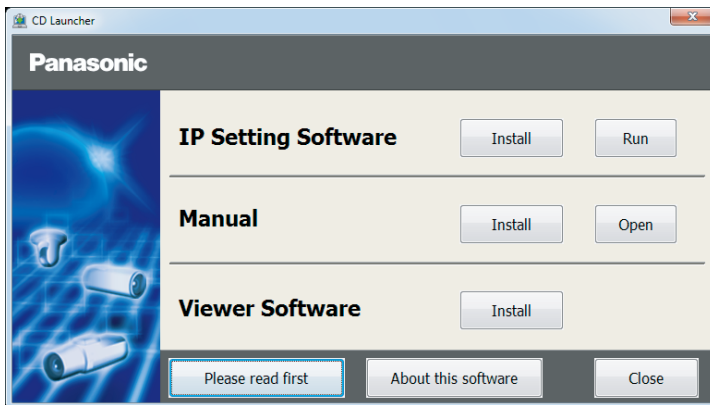 CD Launcher
Panasonic
IP Setting Software Install Run
Manual Install Open
Viewer Software Install
Please read first About this software Close